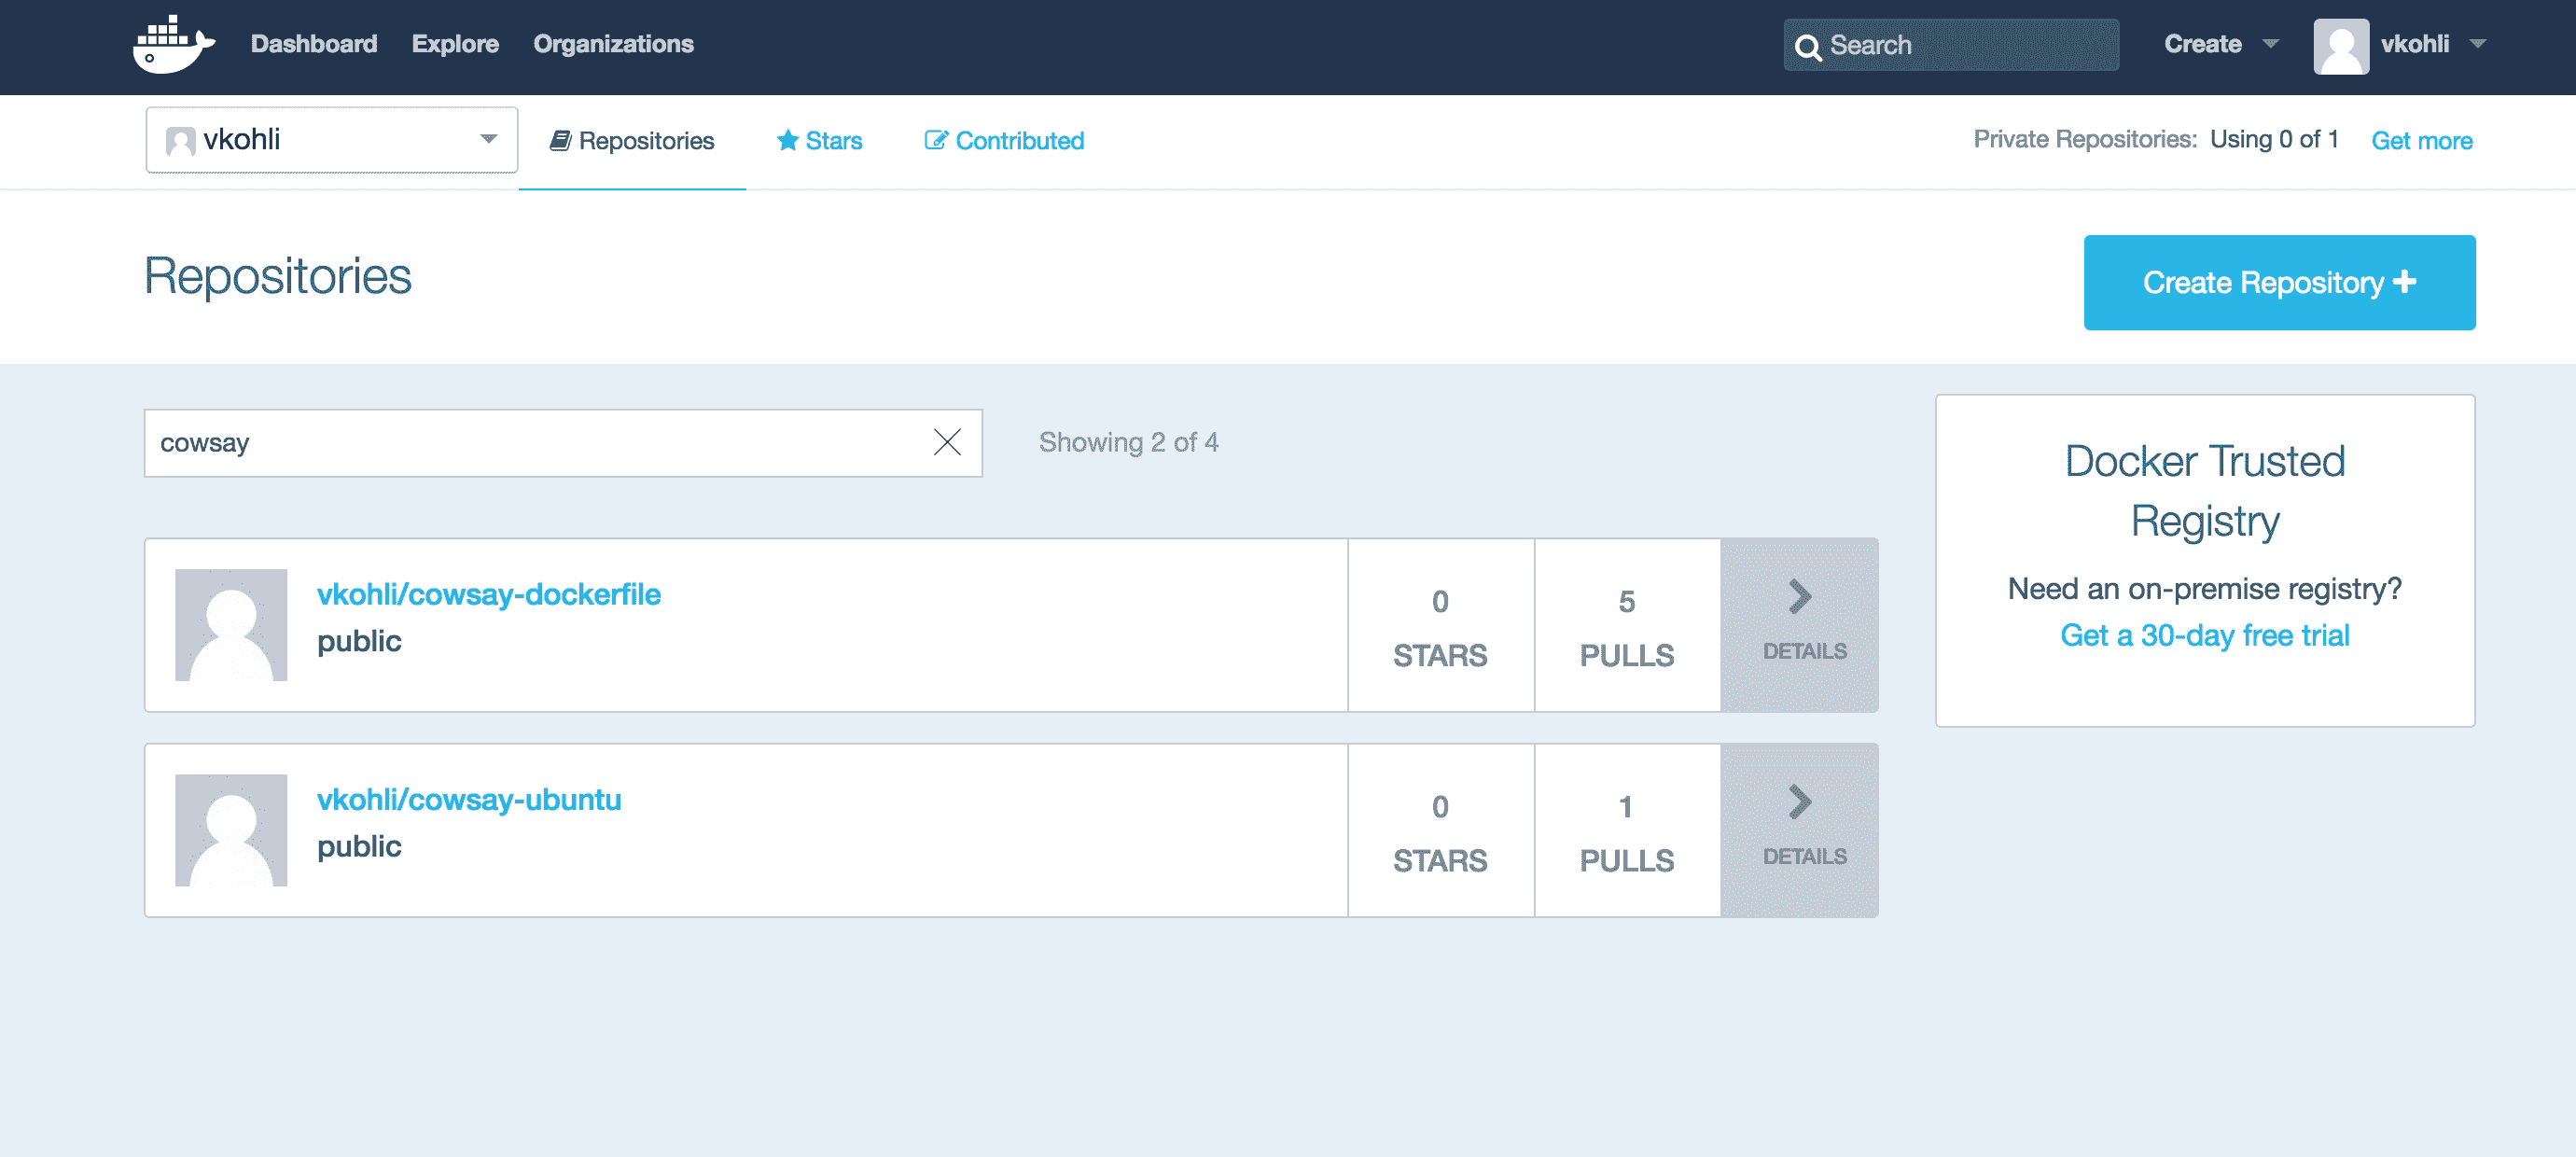 Dashboard Explore Organizations Search Create vkohli
vkohli Repositories Stars Contributed Private Repositories: Using 0 of 1 Get more
Repositories
Create Repository
cowsay
Showing 2 of 4
vkohli/cowsay-dockerfile
public
0
STARS
5
PULLS
DETAILS
vkohli/cowsay-ubuntu
public
0
STARS
1
PULLS
DETAILS
Docker Trusted
Registry
Need an on-premise registry?
Get a 30-day free trial